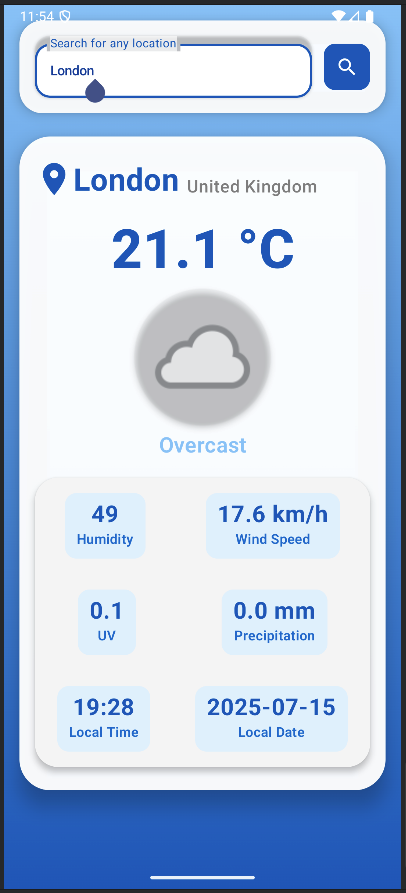 11:54
Search for any location
London
London United Kingdom
21.1 °C
Overcast
49 17.6 km/h
Humidity Wind Speed
0.1 0.0 mm
UV Precipitation
19:28 2025-07-15
Local Time Local Date